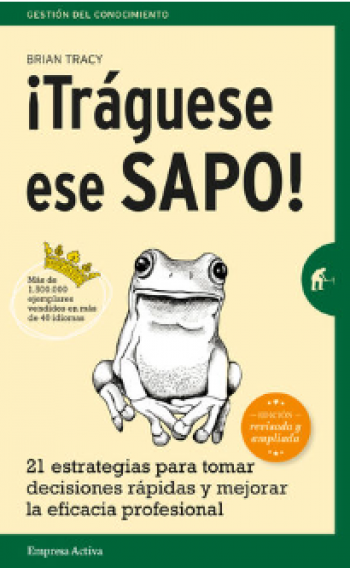 GESTIÓN DEL CONOCIMIENTO
BRIAN TRACY
¡Tráguese
ese SAPO!
Más de
1.500.000
ejemplares
vendidos en más
de 40 idiomas
EDICIÓN
revisada y
ampliada
21 estrategias para tomar
decisiones rápidas y mejorar
la eficacia profesional
Empresa Activa